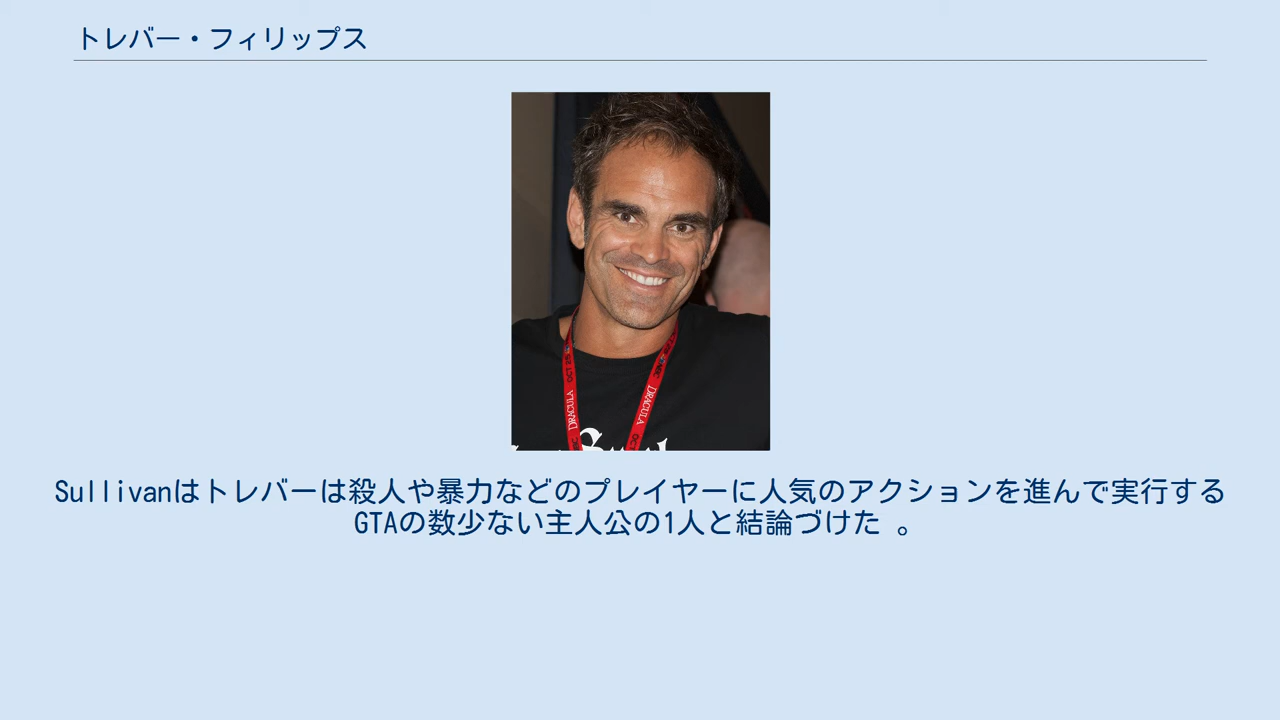 トレバー・フィリップス
DRACULA
DRACULA
Sullivanはトレバーは殺人や暴力などのプレイヤーに人気のアクションを進んで実行する
GTAの数少ない主人公の1人と結論づけた 。